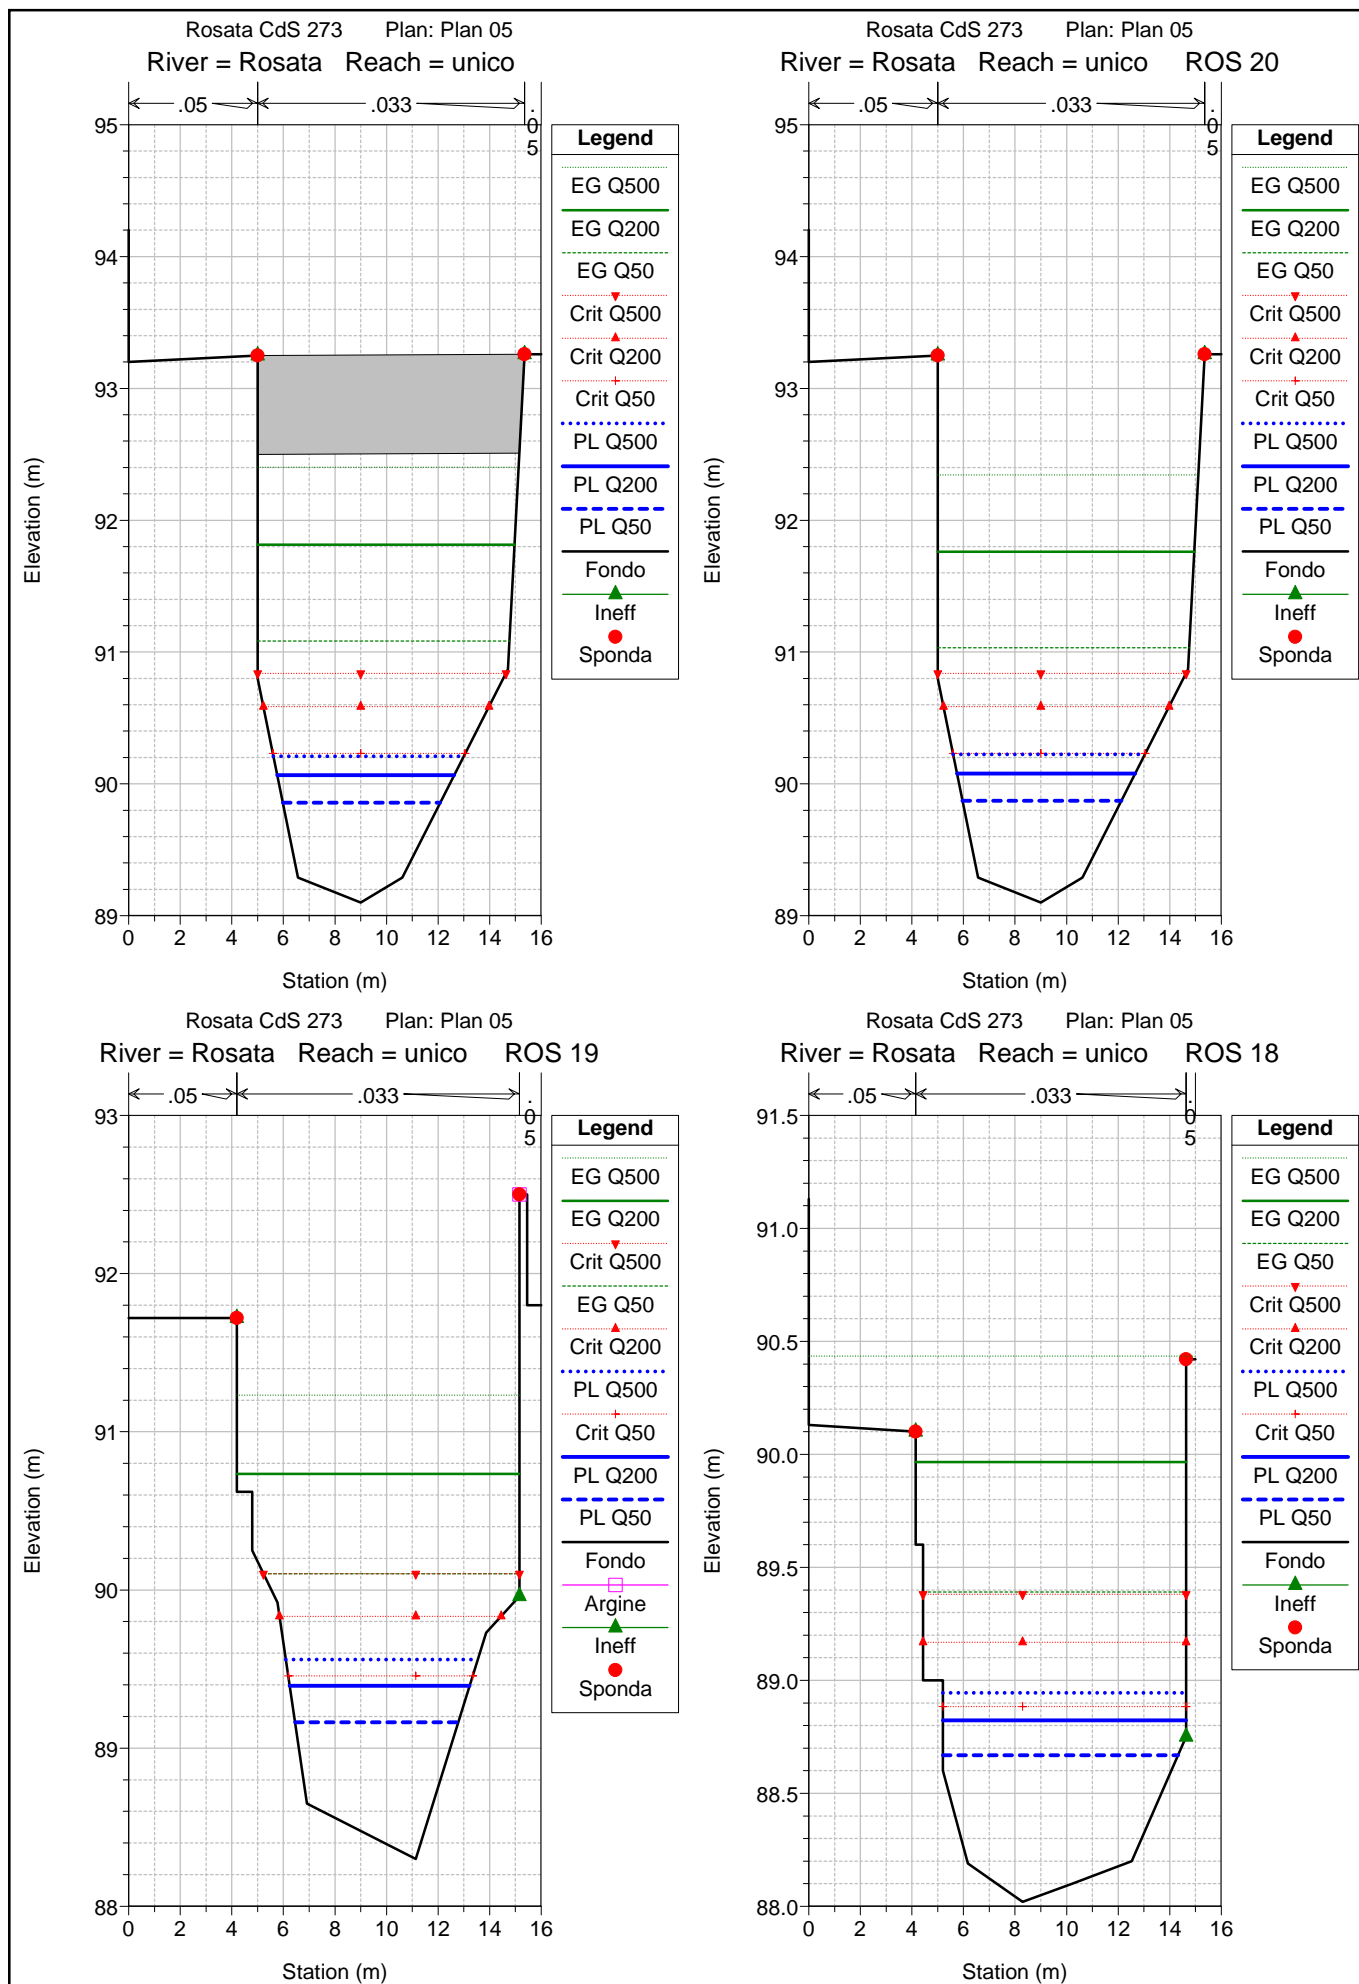 Rosata CdS 273 Plan: Plan 05
River = Rosata Reach = unico
.05 .033 .05
Elevation (m)
95
94
93
92
91
90
89
0 2 4 6 8 10 12 14 16
Station (m)
Legend
EG Q500
EG Q200
EG Q50
Crit Q500
Crit Q200
Crit Q50
PL Q500
PL Q200
PL Q50
Fondo
Ineff
Sponda
Rosata CdS 273 Plan: Plan 05
River = Rosata Reach = unico ROS 20
.05 .033 .05
Elevation (m)
95
94
93
92
91
90
89
0 2 4 6 8 10 12 14 16
Station (m)
Legend
EG Q500
EG Q200
EG Q50
Crit Q500
Crit Q200
Crit Q50
PL Q500
PL Q200
PL Q50
Fondo
Ineff
Sponda
Rosata CdS 273 Plan: Plan 05
River = Rosata Reach = unico ROS 19
.05 .033 .05
Elevation (m)
93
92
91
90
89
88
0 2 4 6 8 10 12 14 16
Station (m)
Legend
EG Q500
EG Q200
Crit Q500
EG Q50
Crit Q200
PL Q500
Crit Q50
PL Q200
PL Q50
Fondo
Argine
Ineff
Sponda
Rosata CdS 273 Plan: Plan 05
River = Rosata Reach = unico ROS 18
.05 .033 .05
Elevation (m)
91.5
91.0
90.5
90.0
89.5
89.0
88.5
88.0
0 2 4 6 8 10 12 14 16
Station (m)
Legend
EG Q500
EG Q200
EG Q50
Crit Q500
Crit Q200
PL Q500
Crit Q50
PL Q200
PL Q50
Fondo
Ineff
Sponda